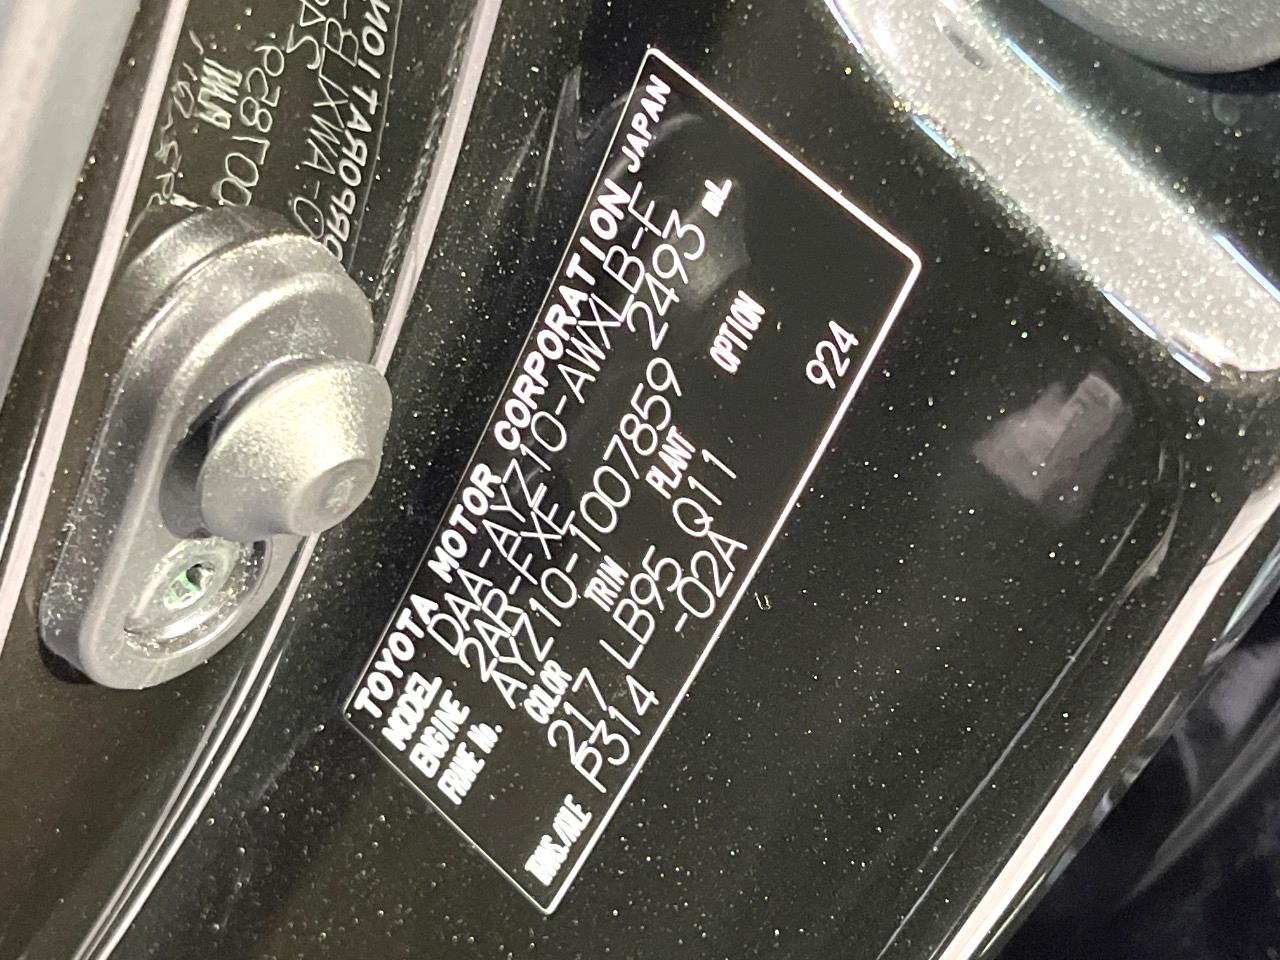 TOYOTA MOTOR CORPORATION JAPAN
MODEL DAA-AYZ10-AWXLB-F
ENGINE 2AR-FXE 2493 mL
FRAME No. AYZ10-1007859
COLOR TRIM PLANT OPTION
217 LB95 Q11
TRANS./AXLE P314 -02A 924